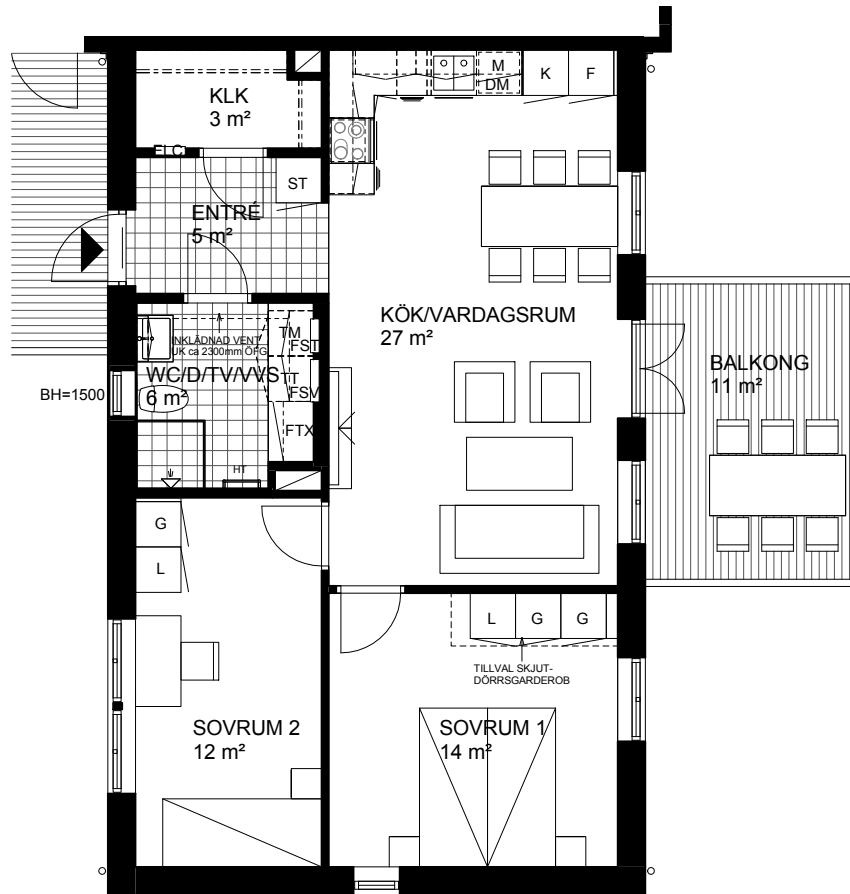 M
DM
K
F
KLK
3 m²
ELC
ST
ENTRÉ
5 m²
KÖK/VARDAGSRUM
27 m²
INKLÄDNAD VENT
UK ca 2300mm ÖFG
TM
FST
WC/D/TV/VVS
6 m²
TT
FSV
BH=1500
FTX
HT
BALKONG
11 m²
G
L
L
G
G
TILLVAL SKJUT-
DÖRRSGARDEROB
SOVRUM 2
12 m²
SOVRUM 1
14 m²